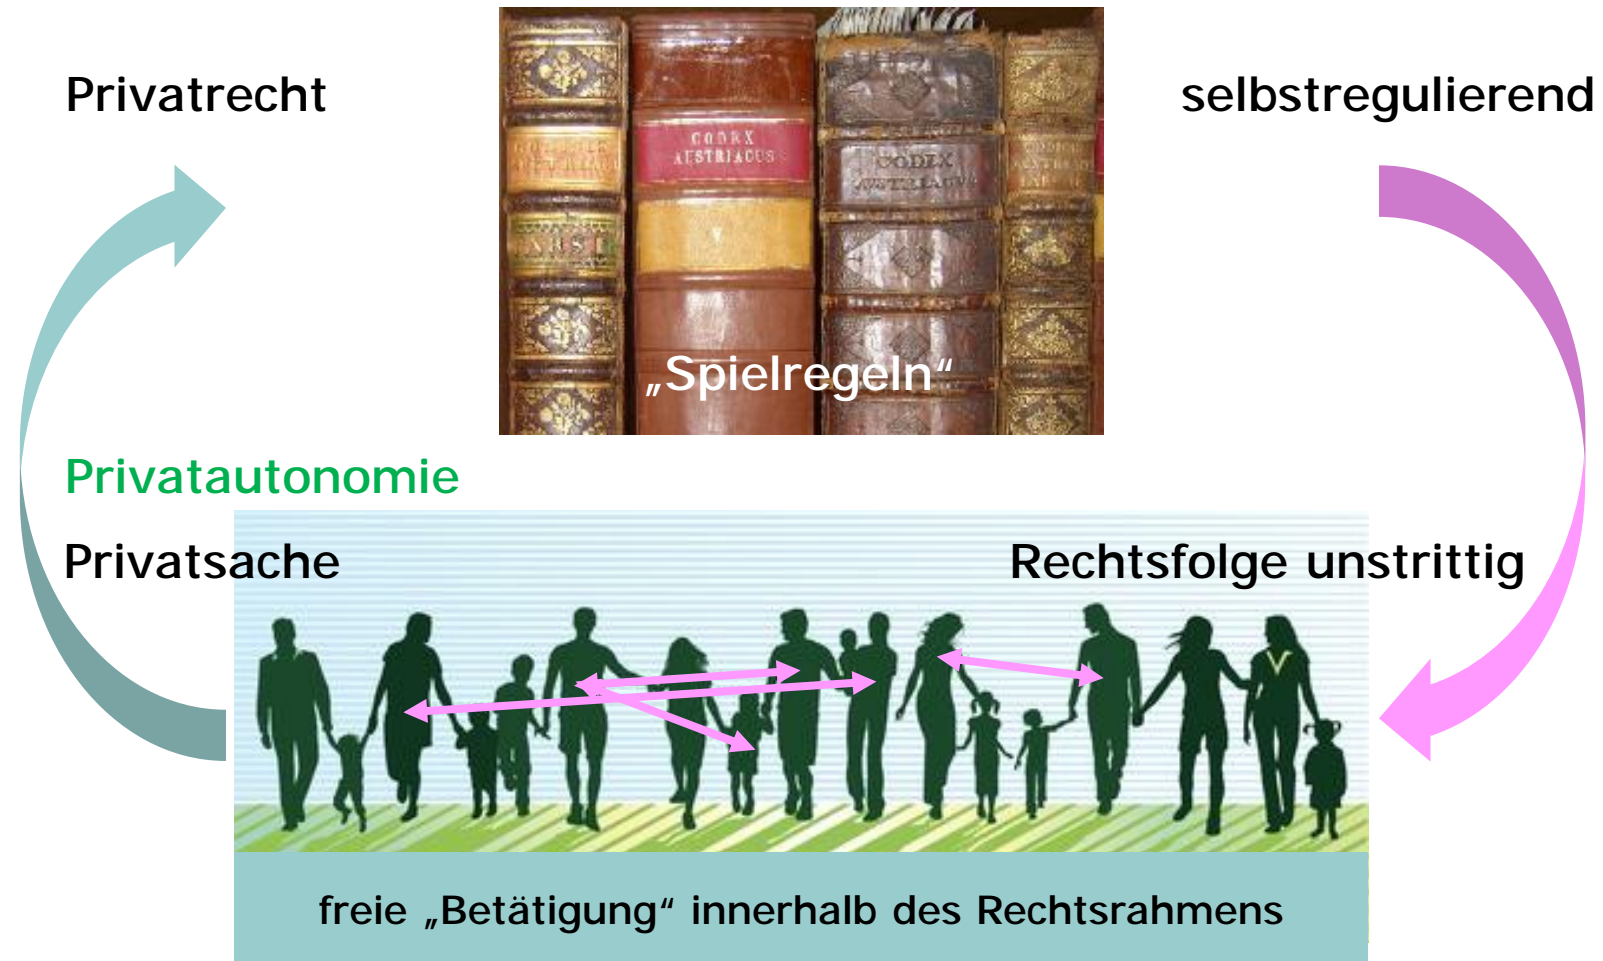 Privatrecht
selbstregulierend
CODEX
AUSTRIACUS
CODEX
AUSTRIACUS
V
„Spielregeln“
Privatautonomie
Privatsache
Rechtsfolge unstrittig
freie „Betätigung“ innerhalb des Rechtsrahmens